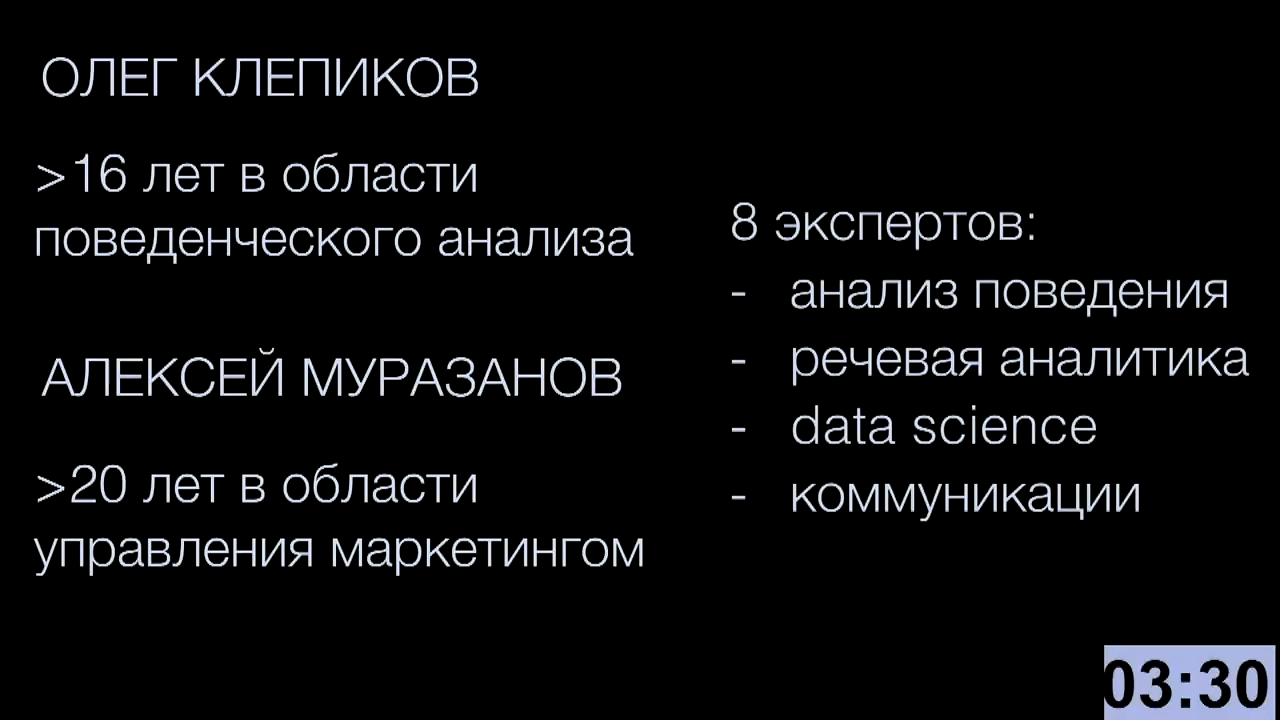 ОЛЕГ КЛЕПИКОВ
>16 лет в области
поведенческого анализа
АЛЕКСЕЙ МУРАЗАНОВ
>20 лет в области
управления маркетингом
8 экспертов:
- анализ поведения
- речевая аналитика
- data science
- коммуникации
03:30